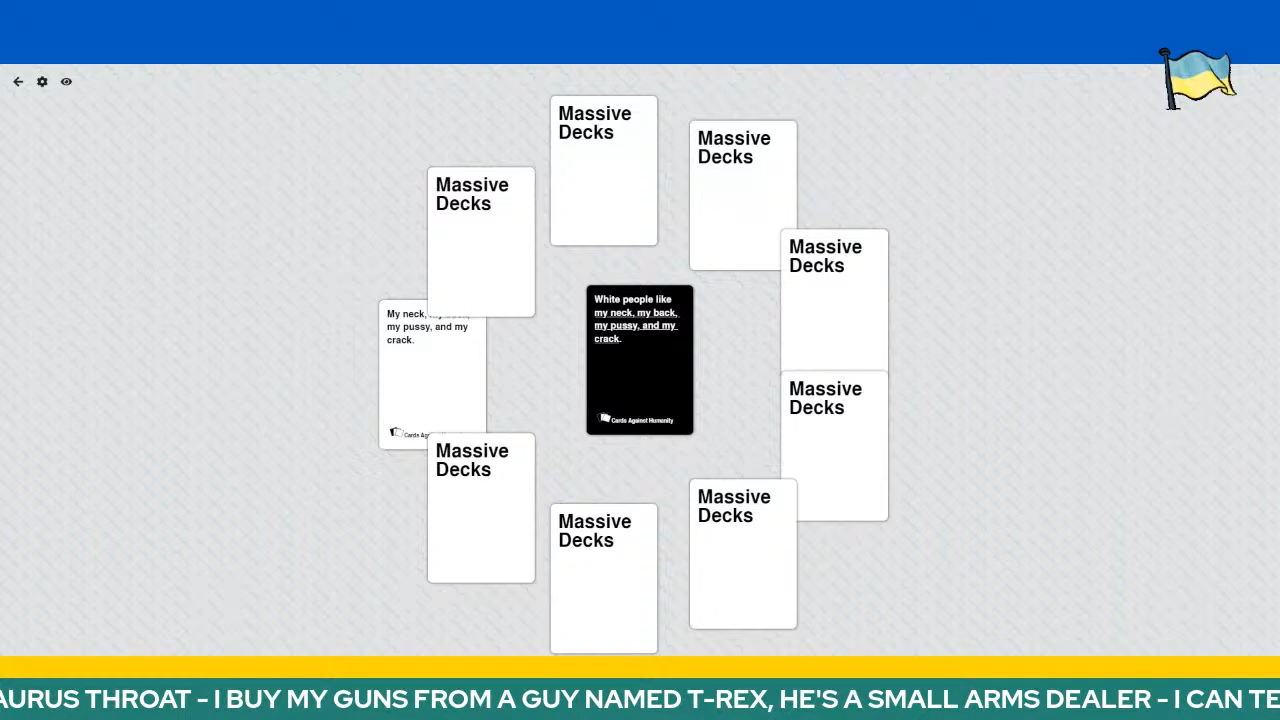 Massive
Decks
Massive
Decks
Massive
Decks
Massive
Decks
White people like
my neck, my back,
my pussy, and my
crack.
Cards Against Humanity
My neck,
my pussy, and my
crack.
Cards
Massive
Decks
Massive
Decks
Massive
Decks
Massive
Decks
AURUS THROAT - I BUY MY GUNS FROM A GUY NAMED T-REX, HE'S A SMALL ARMS DEALER - I CAN TE